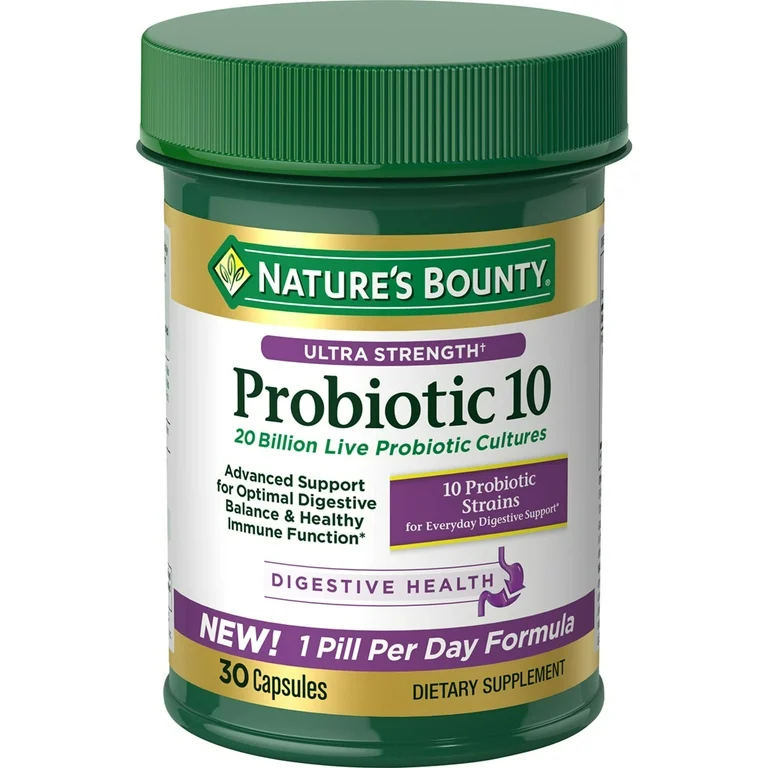 NATURE'S BOUNTY®
ULTRA STRENGTH†
Probiotic 10
20 Billion Live Probiotic Cultures
Advanced Support
for Optimal Digestive
Balance & Healthy
Immune Function*
10 Probiotic
Strains
for Everyday Digestive Support*
DIGESTIVE HEALTH
NEW! 1 Pill Per Day Formula
30 Capsules
DIETARY SUPPLEMENT